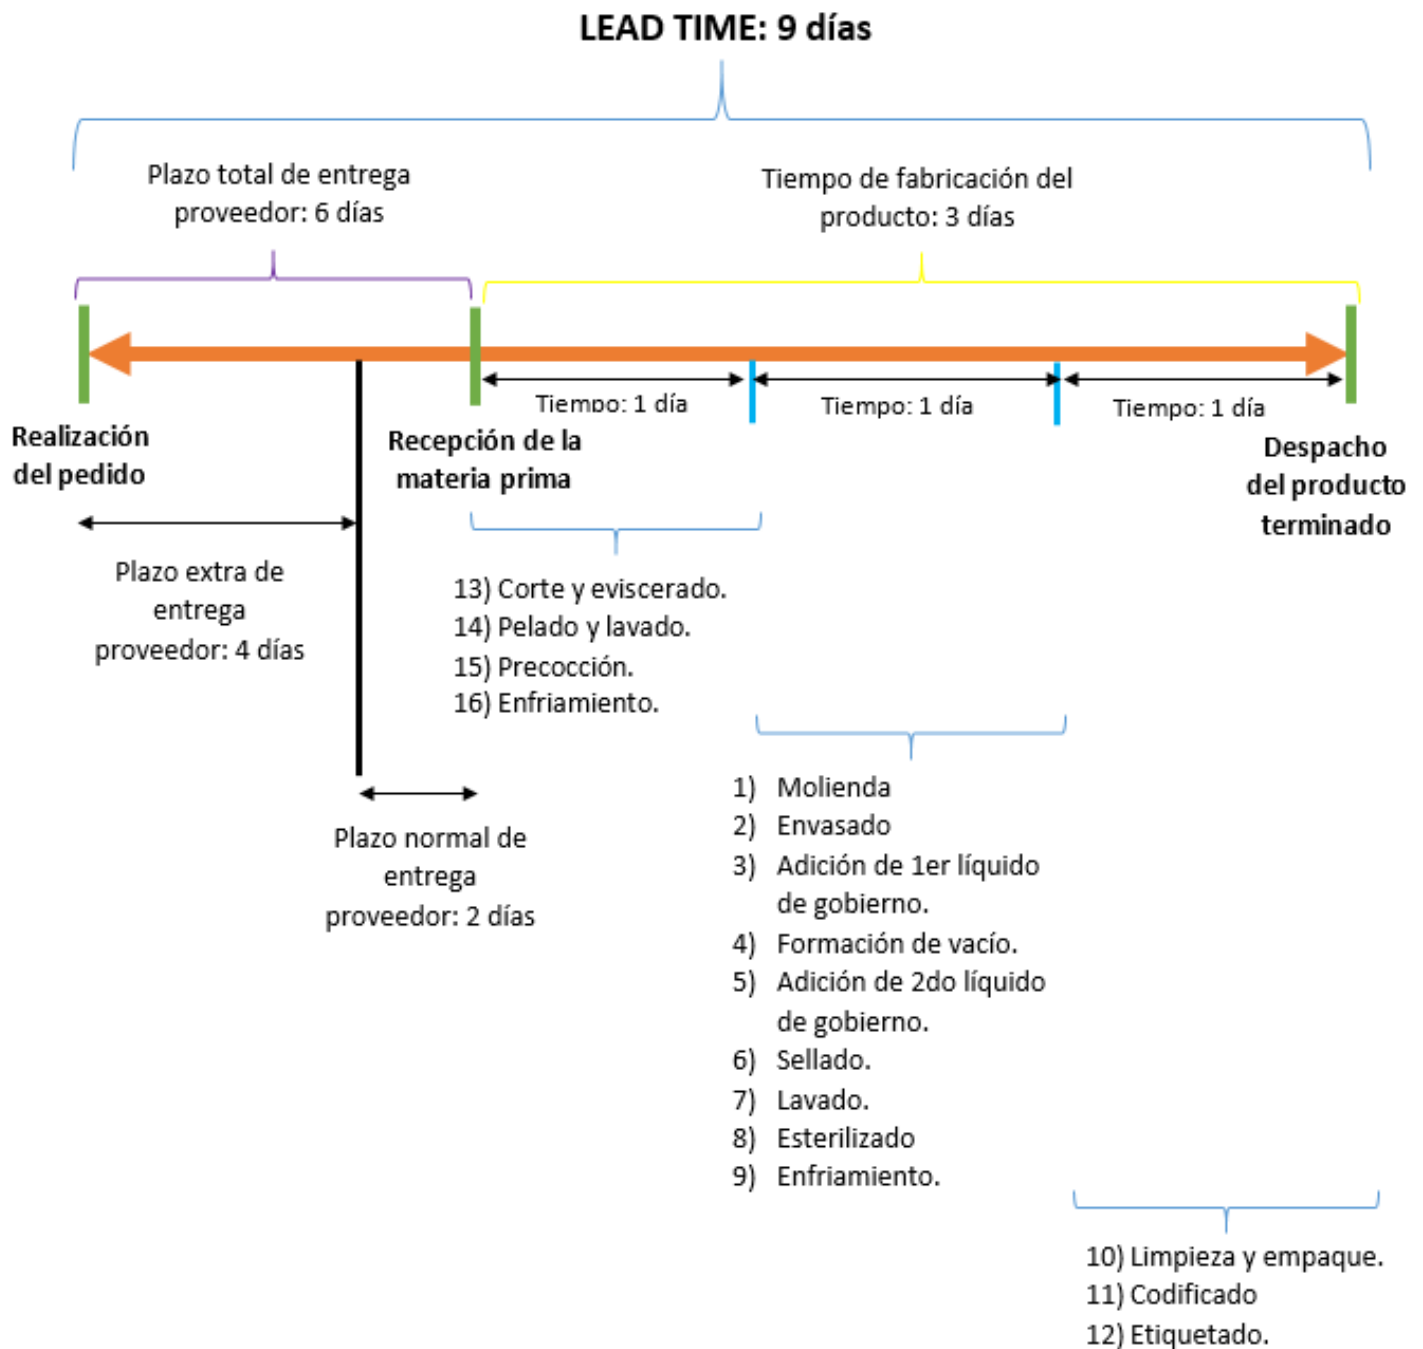 LEAD TIME: 9 días
Plazo total de entrega
proveedor: 6 días
Tiempo de fabricación del
producto: 3 días
Tiempo: 1 día
Tiempo: 1 día
Tiempo: 1 día
Realización
del pedido
Recepción de la
materia prima
Despacho
del producto
terminado
Plazo extra de
entrega
proveedor: 4 días
13) Corte y eviscerado.
14) Pelado y lavado.
15) Precocción.
16) Enfriamiento.
Plazo normal de
entrega
proveedor: 2 días
1) Molienda
2) Envasado
3) Adición de 1er líquido
de gobierno.
4) Formación de vacío.
5) Adición de 2do líquido
de gobierno.
6) Sellado.
7) Lavado.
8) Esterilizado
9) Enfriamiento.
10) Limpieza y empaque.
11) Codificado
12) Etiquetado.